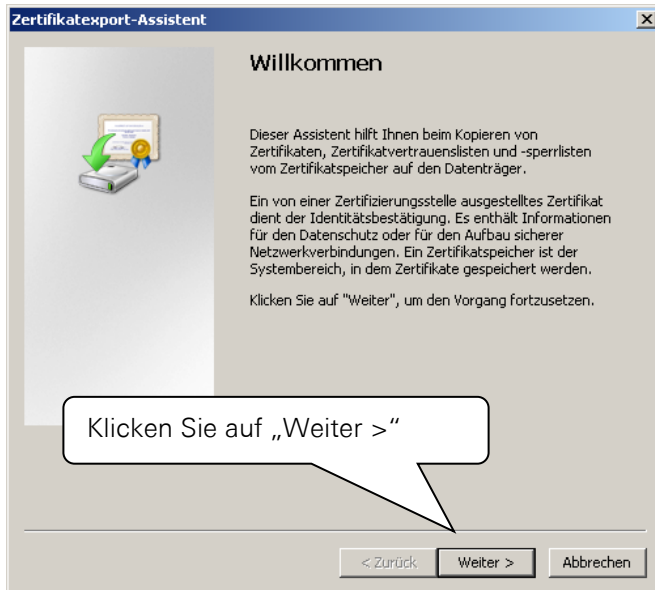 Zertifikatexport-Assistent
Willkommen
Dieser Assistent hilft Ihnen beim Kopieren von
Zertifikaten, Zertifikatvertrauenslisten und -sperrlisten
vom Zertifikatspeicher auf den Datenträger.
Ein von einer Zertifizierungsstelle ausgestelltes Zertifikat
dient der Identitätsbestätigung. Es enthält Informationen
für den Datenschutz oder für den Aufbau sicherer
Netzwerkverbindungen. Ein Zertifikatspeicher ist der
Systembereich, in dem Zertifikate gespeichert werden.
Klicken Sie auf "Weiter", um den Vorgang fortzusetzen.
Klicken Sie auf „Weiter >“
< Zurück Weiter > Abbrechen